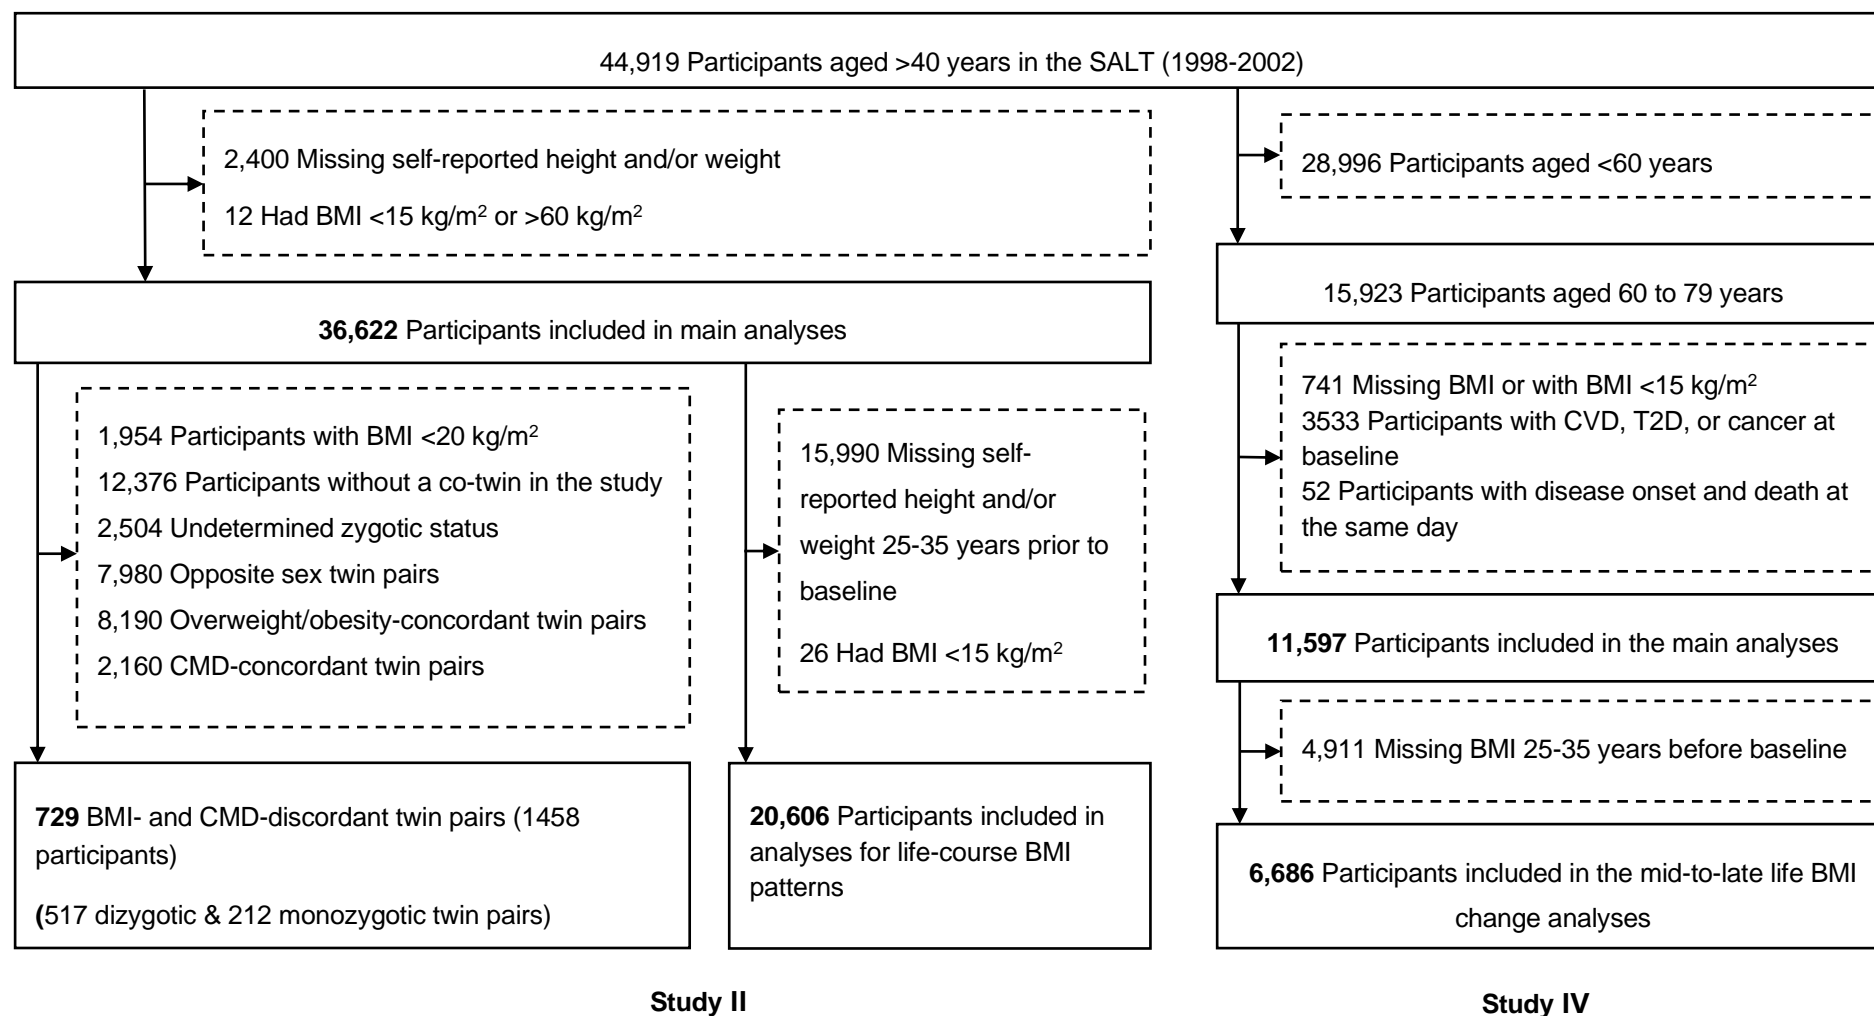 44,919 Participants aged >40 years in the SALT (1998-2002)
2,400 Missing self-reported height and/or weight
12 Had BMI <15 kg/m² or >60 kg/m²
36,622 Participants included in main analyses
1,954 Participants with BMI <20 kg/m²
12,376 Participants without a co-twin in the study
2,504 Undetermined zygotic status
7,980 Opposite sex twin pairs
8,190 Overweight/obesity-concordant twin pairs
2,160 CMD-concordant twin pairs
15,990 Missing self-
reported height and/or
weight 25-35 years prior to
baseline
26 Had BMI <15 kg/m²
729 BMI- and CMD-discordant twin pairs (1458
participants)
(517 dizygotic & 212 monozygotic twin pairs)
20,606 Participants included in
analyses for life-course BMI
patterns
Study II
28,996 Participants aged <60 years
15,923 Participants aged 60 to 79 years
741 Missing BMI or with BMI <15 kg/m²
3533 Participants with CVD, T2D, or cancer at
baseline
52 Participants with disease onset and death at
the same day
11,597 Participants included in the main analyses
4,911 Missing BMI 25-35 years before baseline
6,686 Participants included in the mid-to-late life BMI
change analyses
Study IV